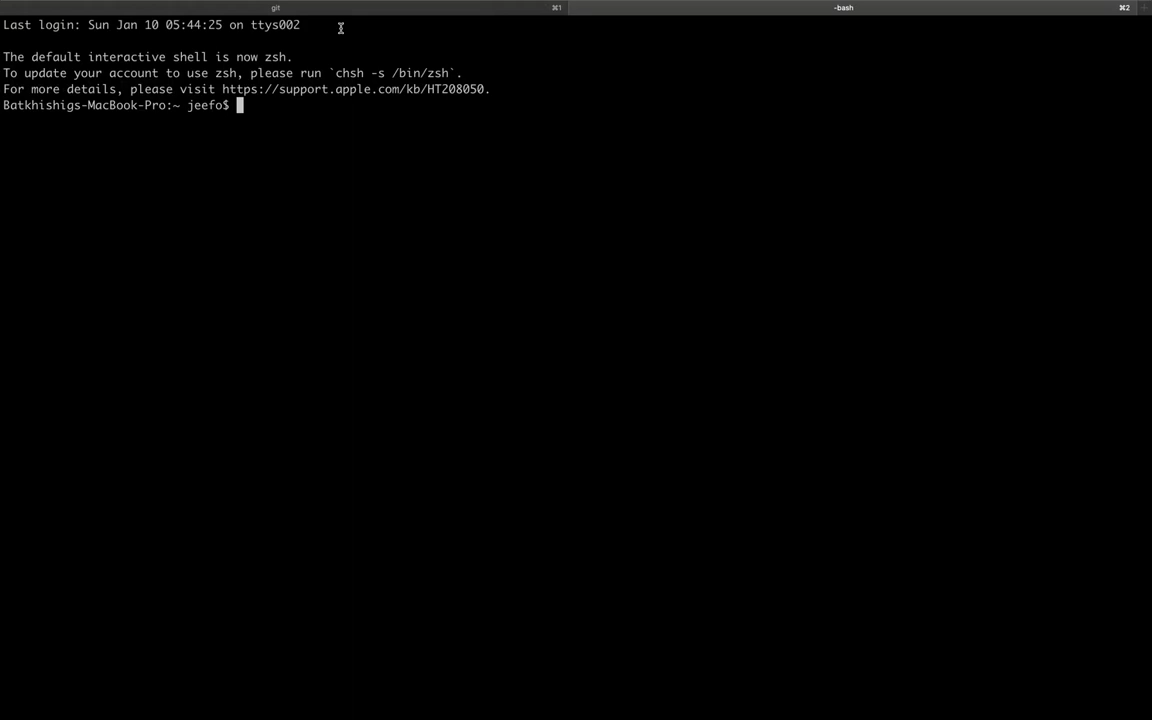 git ⌘1 -bash ⌘2 +
Last login: Sun Jan 10 05:44:25 on ttys002
The default interactive shell is now zsh.
To update your account to use zsh, please run `chsh -s /bin/zsh`.
For more details, please visit https://support.apple.com/kb/HT208050.
Batkhishigs-MacBook-Pro:~ jeefo$